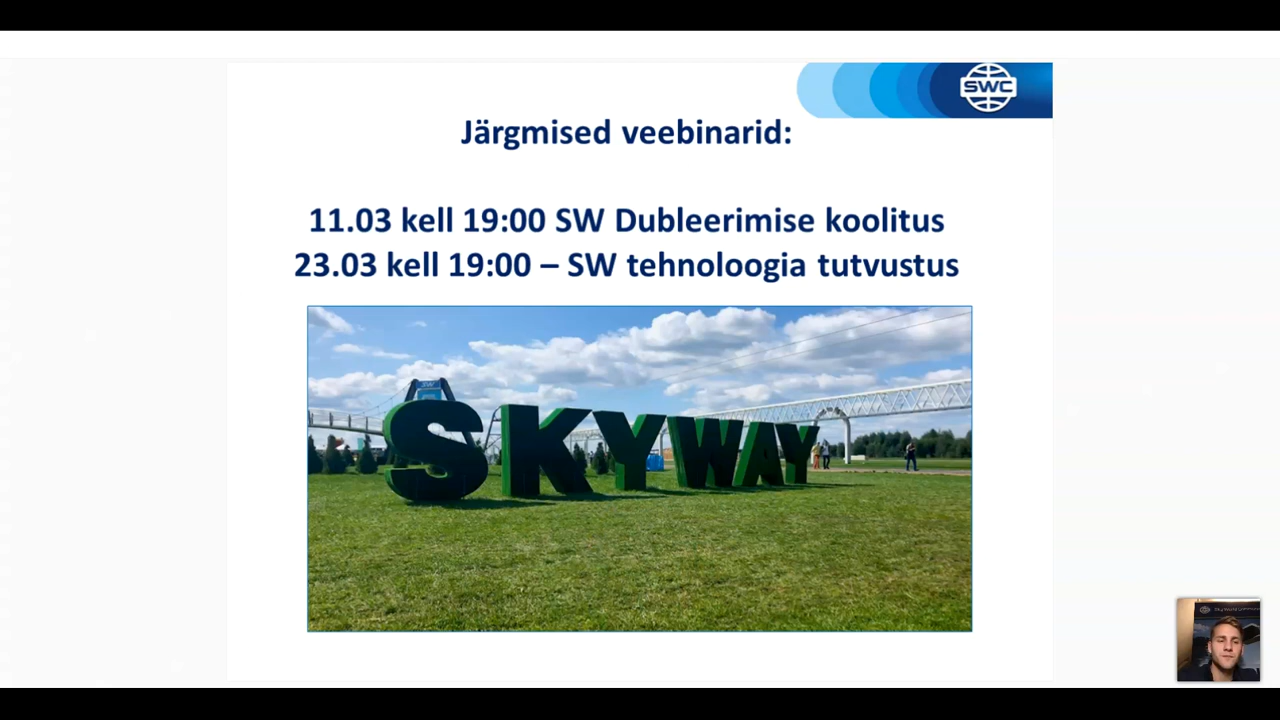 SWC
Järgmised veebinarid:
11.03 kell 19:00 SW Dubleerimise koolitus
23.03 kell 19:00 – SW tehnoloogia tutvustus
SW
SKYWAY